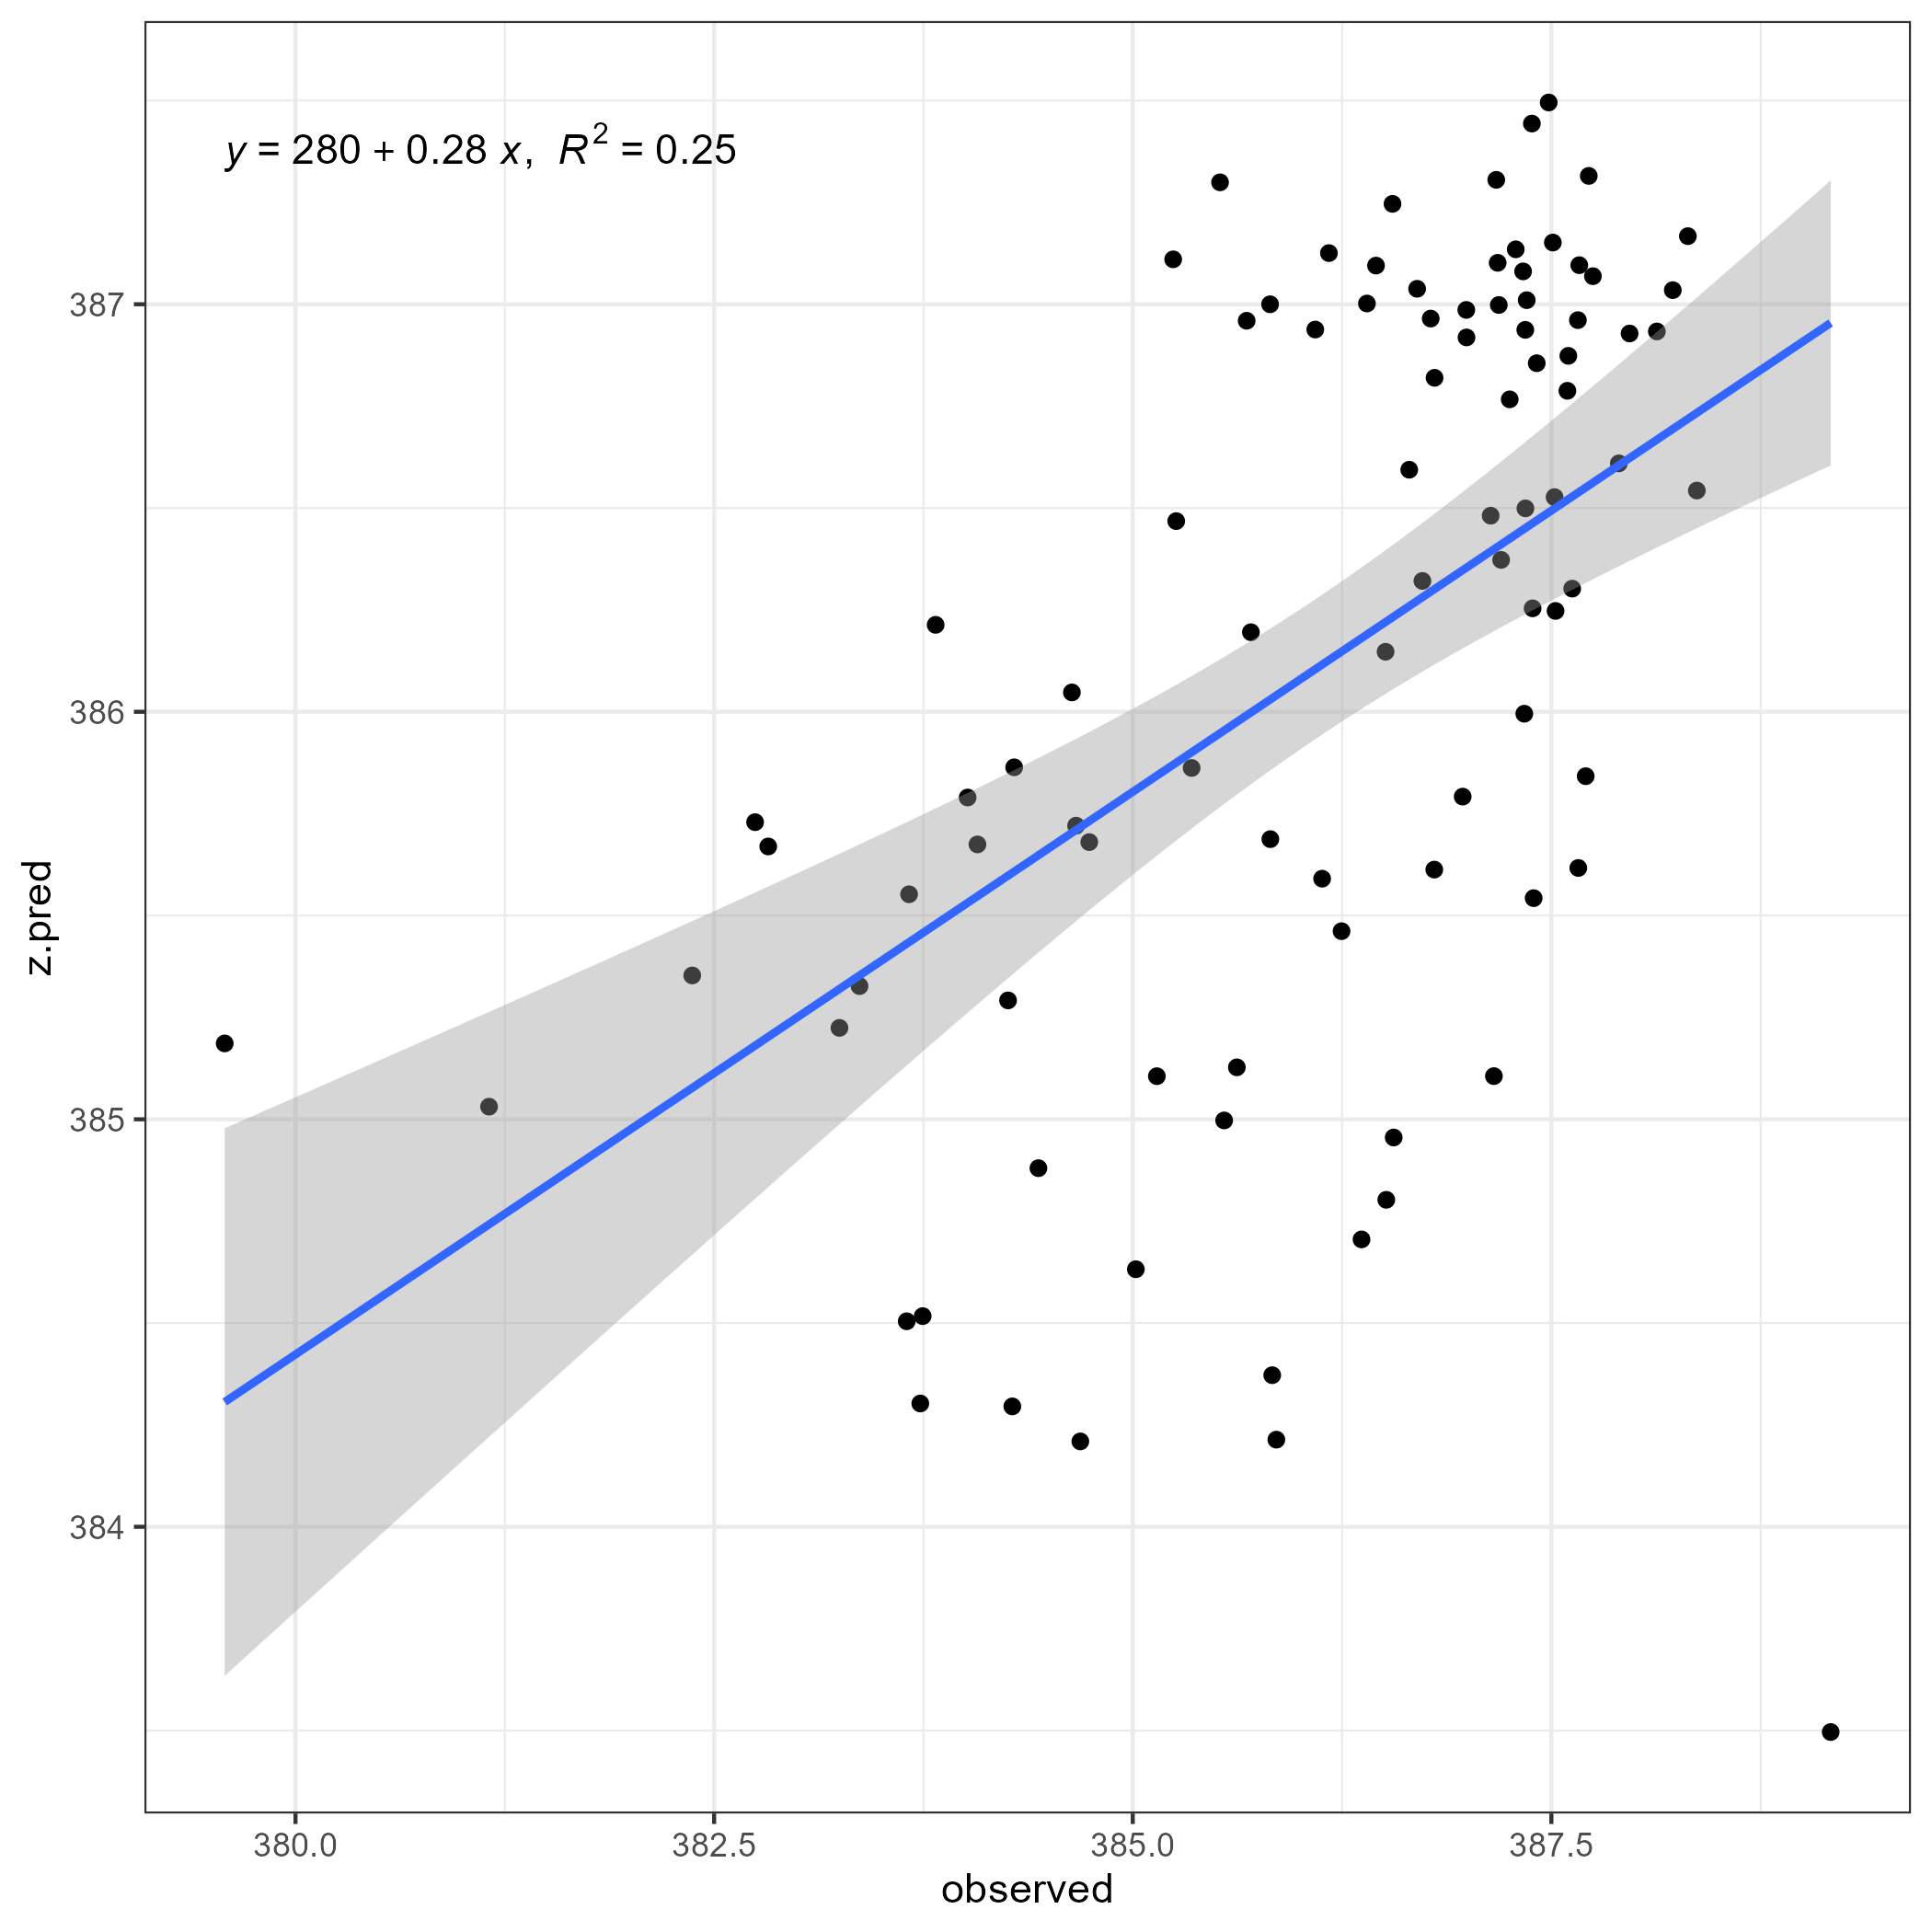 y = 280 + 0.28 x, R² = 0.25
387
386
385
384
z.pred
380.0 382.5 385.0 387.5
observed